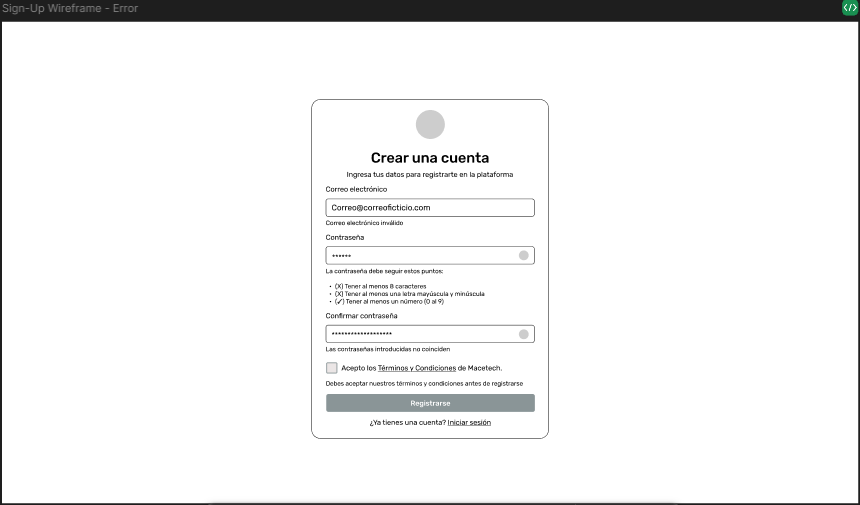 Sign-Up Wireframe - Error
</>
Crear una cuenta
Ingresa tus datos para registrarte en la plataforma
Correo electrónico
Correo@correoficticio.com
Correo electrónico inválido
Contraseña
******
La contraseña debe seguir estos puntos:
• (X) Tener al menos 8 caracteres
• (X) Tener al menos una letra mayúscula y minúscula
• (✓) Tener al menos un número (0 al 9)
Confirmar contraseña
*******************
Las contraseñas introducidas no coinciden
Acepto los Términos y Condiciones de Macetech.
Debes aceptar nuestros términos y condiciones antes de registrarse
Registrarse
¿Ya tienes una cuenta? Iniciar sesión